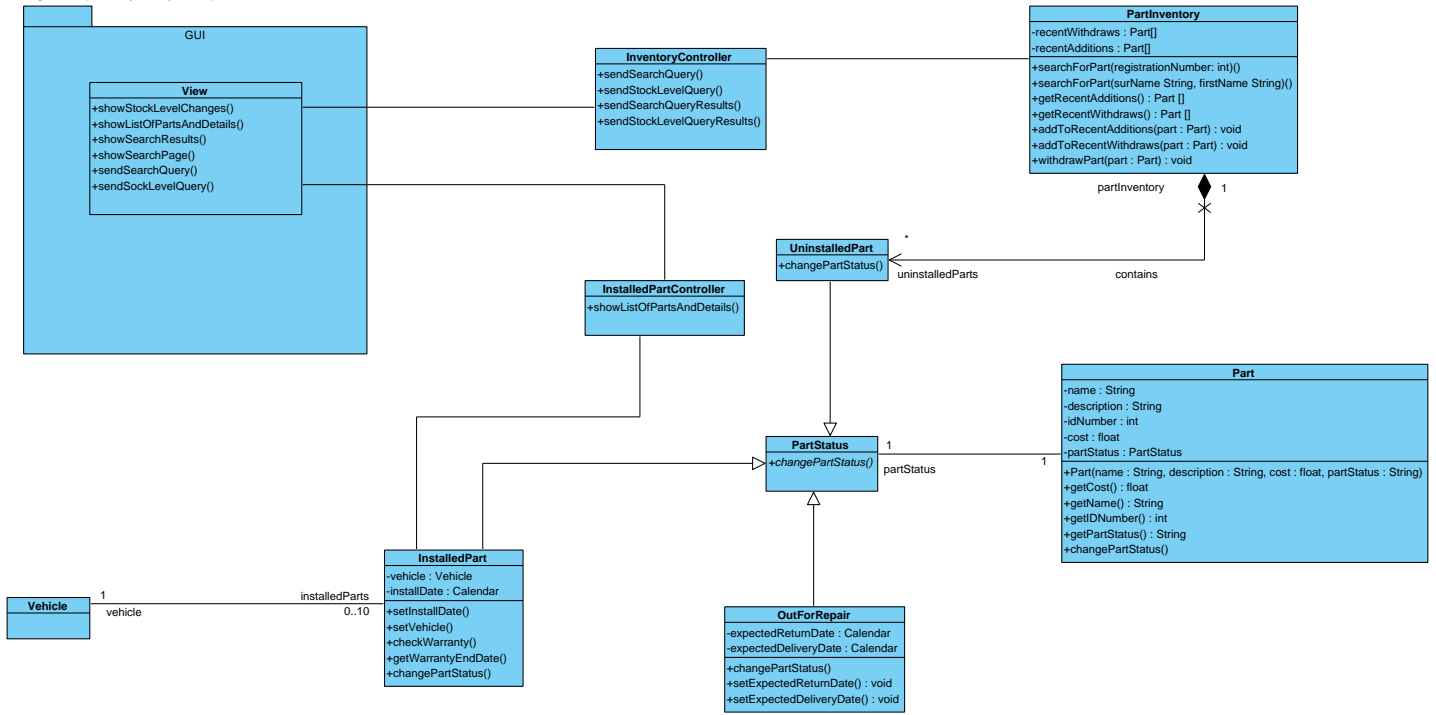 GUI
View
+showStockLevelChanges()
+showListOfPartsAndDetails()
+showSearchResults()
+showSearchPage()
+sendSearchQuery()
+sendSockLevelQuery()
InventoryController
+sendSearchQuery()
+sendStockLevelQuery()
+sendSearchQueryResults()
+sendStockLevelQueryResults()
PartInventory
-recentWithdraws : Part[]
-recentAdditions : Part[]
+searchForPart(registrationNumber: int)()
+searchForPart(surName String, firstName String)()
+getRecentAdditions() : Part []
+getRecentWithdraws() : Part []
+addToRecentAdditions(part : Part) : void
+addToRecentWithdraws(part : Part) : void
+withdrawPart(part : Part) : void
partInventory
1
*
uninstalledParts
contains
UninstalledPart
+changePartStatus()
InstalledPartController
+showListOfPartsAndDetails()
PartStatus
+changePartStatus()
1
partStatus
1
Part
-name : String
-description : String
-idNumber : int
-cost : float
-partStatus : PartStatus
+Part(name : String, description : String, cost : float, partStatus : String)
+getCost() : float
+getName() : String
+getIDNumber() : int
+getPartStatus() : String
+changePartStatus()
Vehicle
1
vehicle
installedParts
0..10
InstalledPart
-vehicle : Vehicle
-installDate : Calendar
+setInstallDate()
+setVehicle()
+checkWarranty()
+getWarrantyEndDate()
+changePartStatus()
OutForRepair
-expectedReturnDate : Calendar
-expectedDeliveryDate : Calendar
+changePartStatus()
+setExpectedReturnDate() : void
+setExpectedDeliveryDate() : void